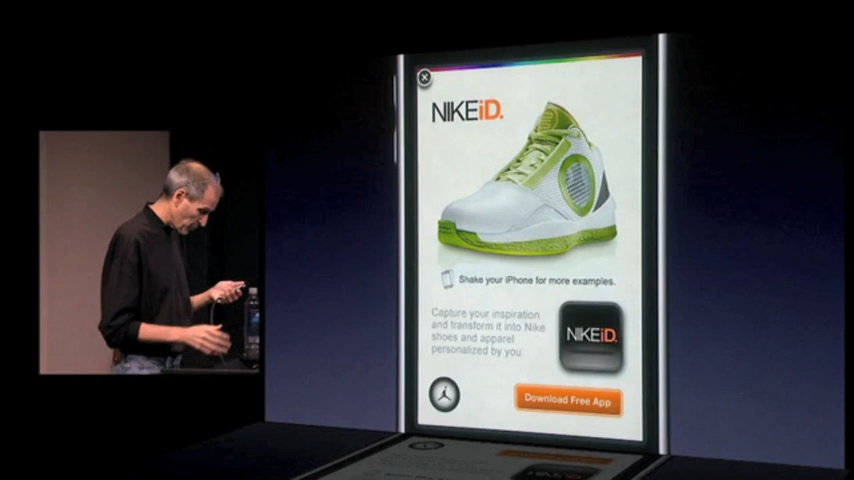 NIKEiD.
Shake your iPhone for more examples.
Capture your inspiration
and transform it into Nike
shoes and apparel
personalized by you.
NIKEiD.
Download Free App